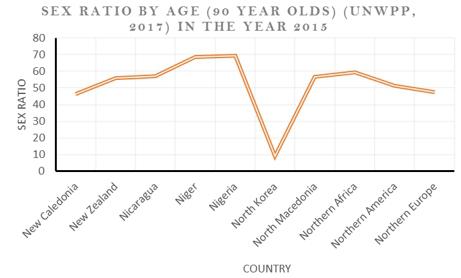 SEX RATIO BY AGE (90 YEAR OLDS) (UNWPP,
2017) IN THE YEAR 2015
80
70
60
50
40
30
20
10
0
SEX RATIO
New Caledonia
New Zealand
Nicaragua
Niger
Nigeria
North Korea
North Macedonia
Northern Africa
Northern America
Northern Europe
COUNTRY